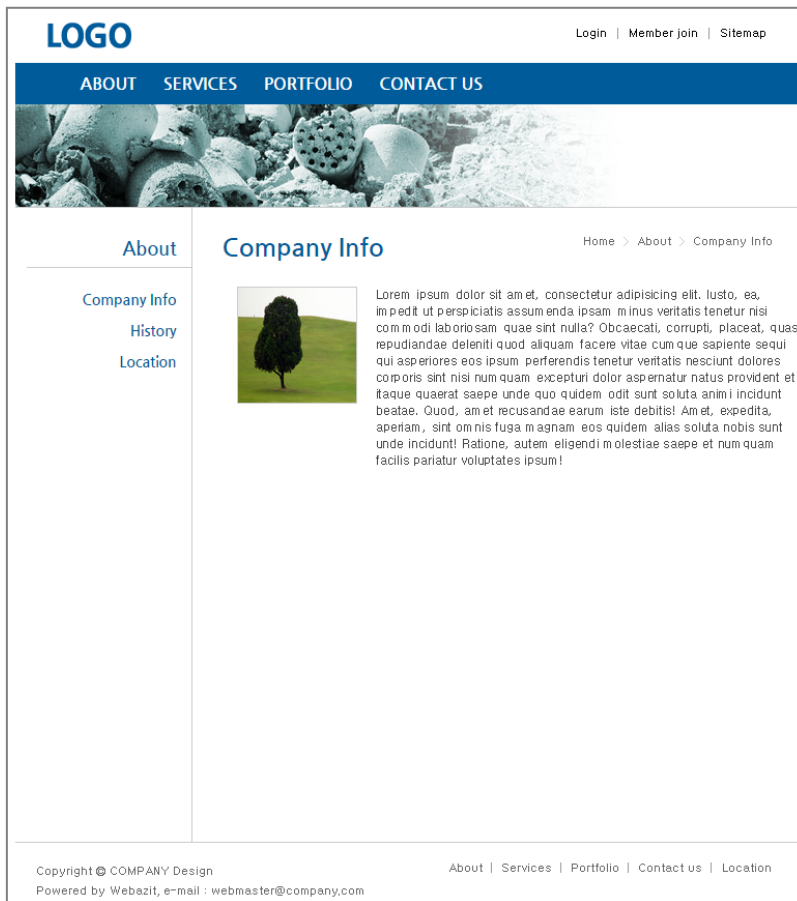 LOGO
Login | Member join | Sitemap
ABOUT SERVICES PORTFOLIO CONTACT US
About
Company Info
History
Location
Company Info
Home > About > Company Info
Lorem ipsum dolor sit amet, consectetur adipisicing elit. Iusto, ea,
impedit ut perspiciatis assumenda ipsam minus veritatis tenetur nisi
commodi laboriosam quae sint nulla? Obcaecati, corrupti, placeat, quas
repudiandae deleniti quod aliquam facere vitae cumque sapiente sequi
qui asperiores eos ipsum perferendis tenetur veritatis nesciunt dolores
corporis sint nisi numquam excepturi dolor aspernatur natus provident et
itaque quaerat saepe unde quo quidem odit sunt soluta animi incidunt
beatae. Quod, amet recusandae earum iste debitis! Amet, expedita,
aperiam, sint omnis fuga magnam eos quidem alias soluta nobis sunt
unde incidunt! Ratione, autem eligendi molestiae saepe et numquam
facilis pariatur voluptates ipsum!
Copyright © COMPANY Design
Powered by Webazit, e-mail : webmaster@company.com
About | Services | Portfolio | Contact us | Location